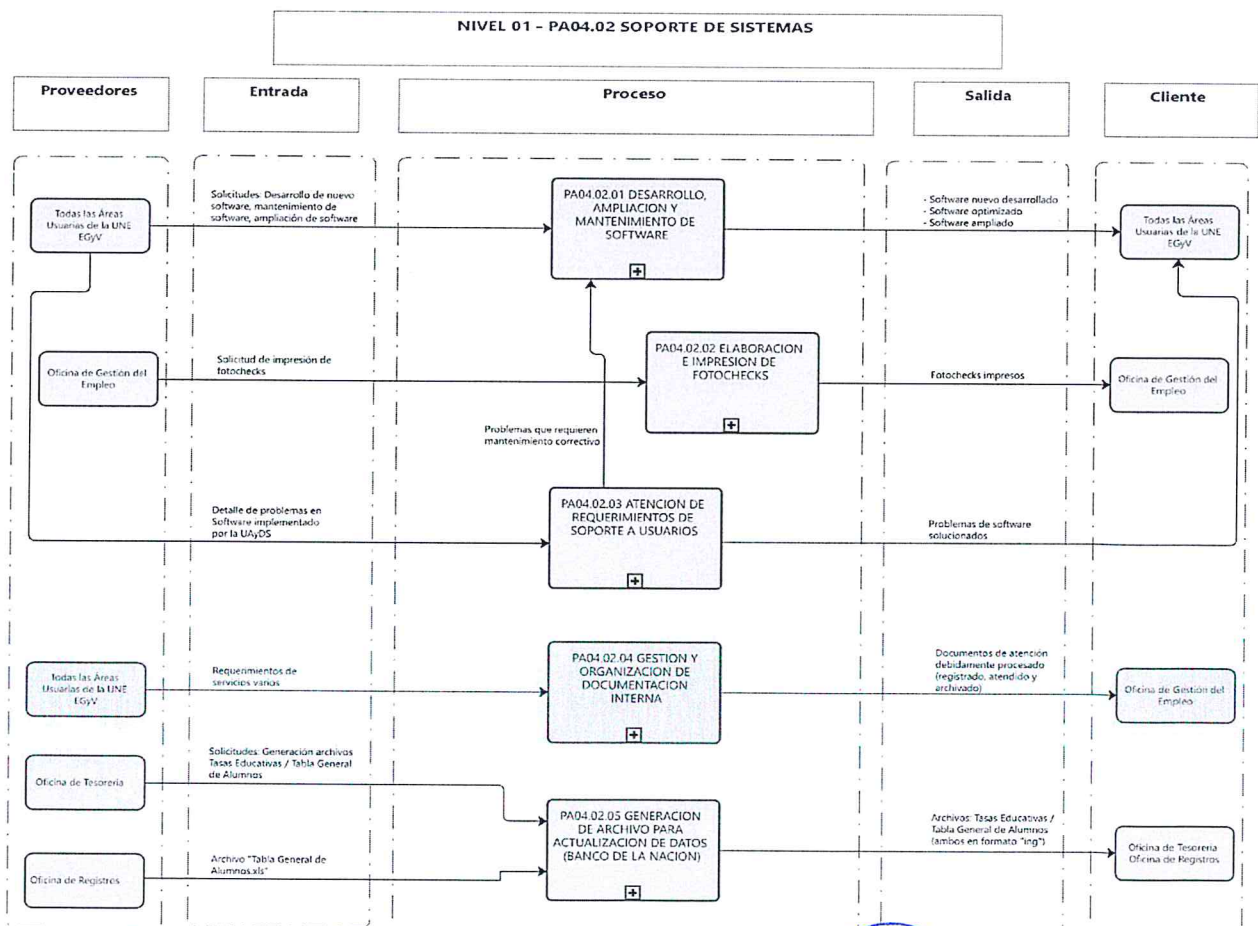 NIVEL 01 - PA04.02 SOPORTE DE SISTEMAS
Proveedores
Entrada
Proceso
Salida
Cliente
Todas las Áreas
Usuarias de la UNE
EGyV
Solicitudes: Desarrollo de nuevo
software, mantenimiento de
software, ampliación de software
PA04.02.01 DESARROLLO,
AMPLIACION Y
MANTENIMIENTO DE
SOFTWARE
- Software nuevo desarrollado
- Software optimizado
- Software ampliado
Todas las Áreas
Usuarias de la UNE
EGyV
Oficina de Gestión del
Empleo
Solicitud de impresión de
fotochecks
PA04.02.02 ELABORACION
E IMPRESION DE
FOTOCHECKS
Fotochecks impresos
Oficina de Gestión del
Empleo
Problemas que requieren
mantenimiento correctivo
Detalle de problemas en
Software implementado
por la UAyDS
PA04.02.03 ATENCION DE
REQUERIMIENTOS DE
SOPORTE A USUARIOS
Problemas de software
solucionados
Todas las Áreas
Usuarias de la UNE
EGyV
Requerimientos de
servicios varios
PA04.02.04 GESTION Y
ORGANIZACION DE
DOCUMENTACION
INTERNA
Documentos de atención
debidamente procesado
(registrado, atendido y
archivado)
Oficina de Gestión del
Empleo
Oficina de Tesorería
Solicitudes: Generación archivos
Tasas Educativas / Tabla General
de Alumnos
PA04.02.05 GENERACION
DE ARCHIVO PARA
ACTUALIZACION DE DATOS
(BANCO DE LA NACION)
Archivos: Tasas Educativas /
Tabla General de Alumnos
(ambos en formato "ing")
Oficina de Tesoreria
Oficina de Registros
Oficina de Registros
Archivo "Tabla General de
Alumnos.xls"